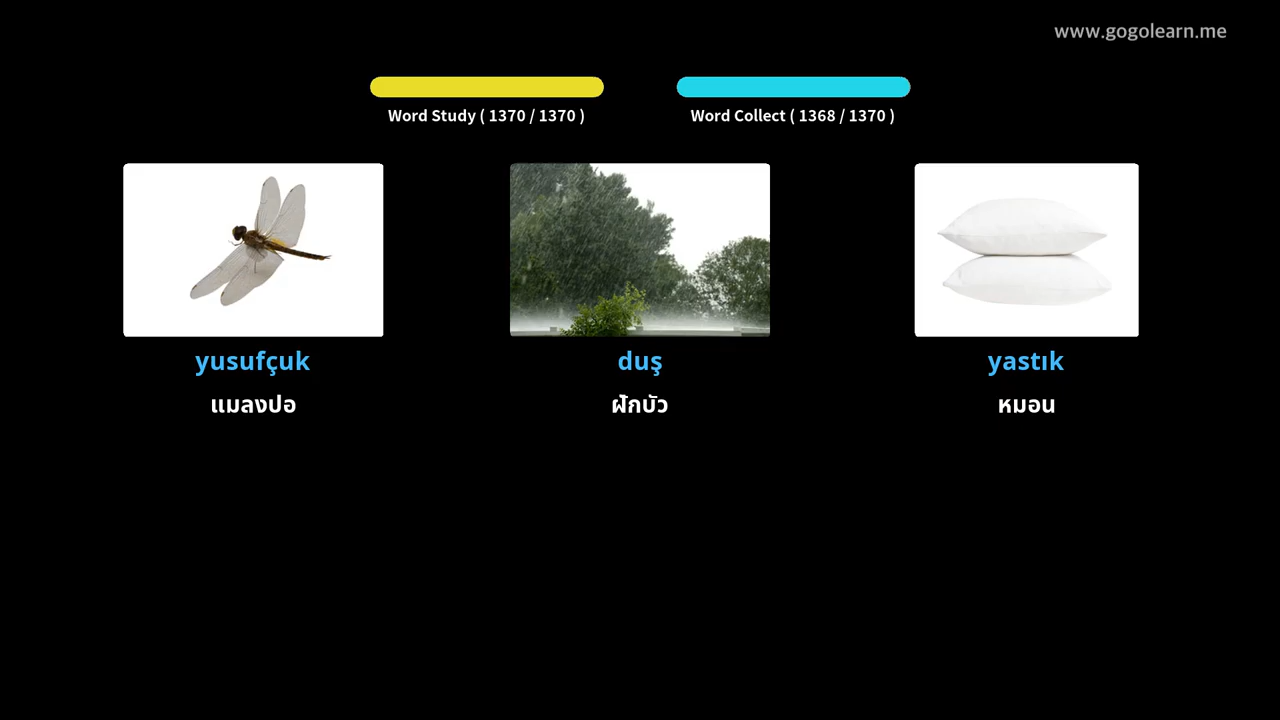 www.gogolearn.me
Word Study ( 1370 / 1370 )
Word Collect ( 1368 / 1370 )
yusufçuk
duş
yastık
แมลงปอ
ฝักบัว
หมอน